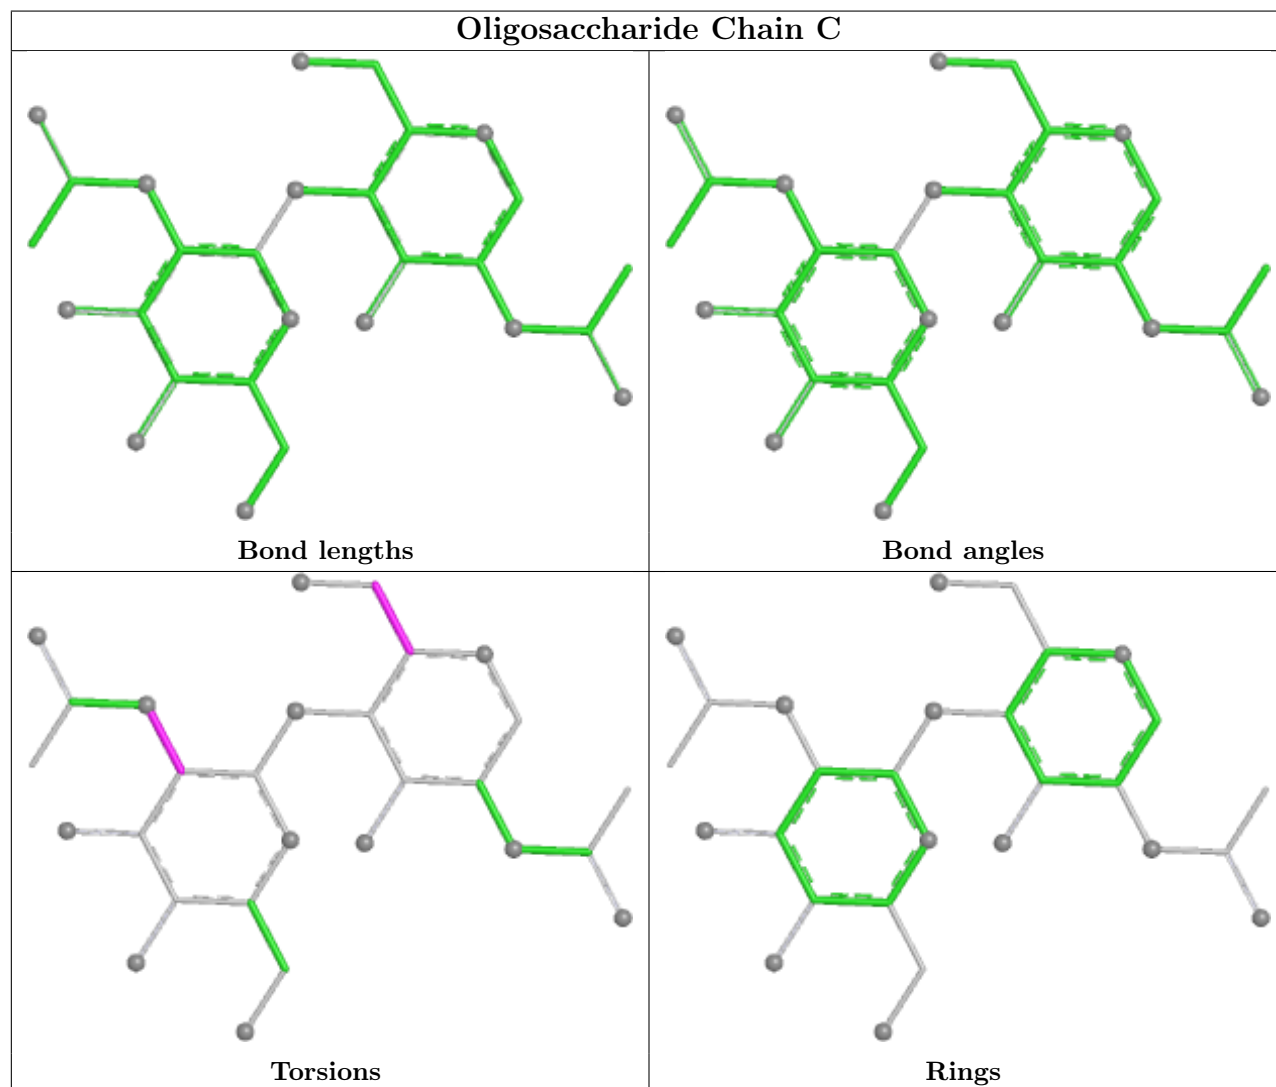 Oligosaccharide Chain C
Bond lengths
Bond angles
Torsions
Rings